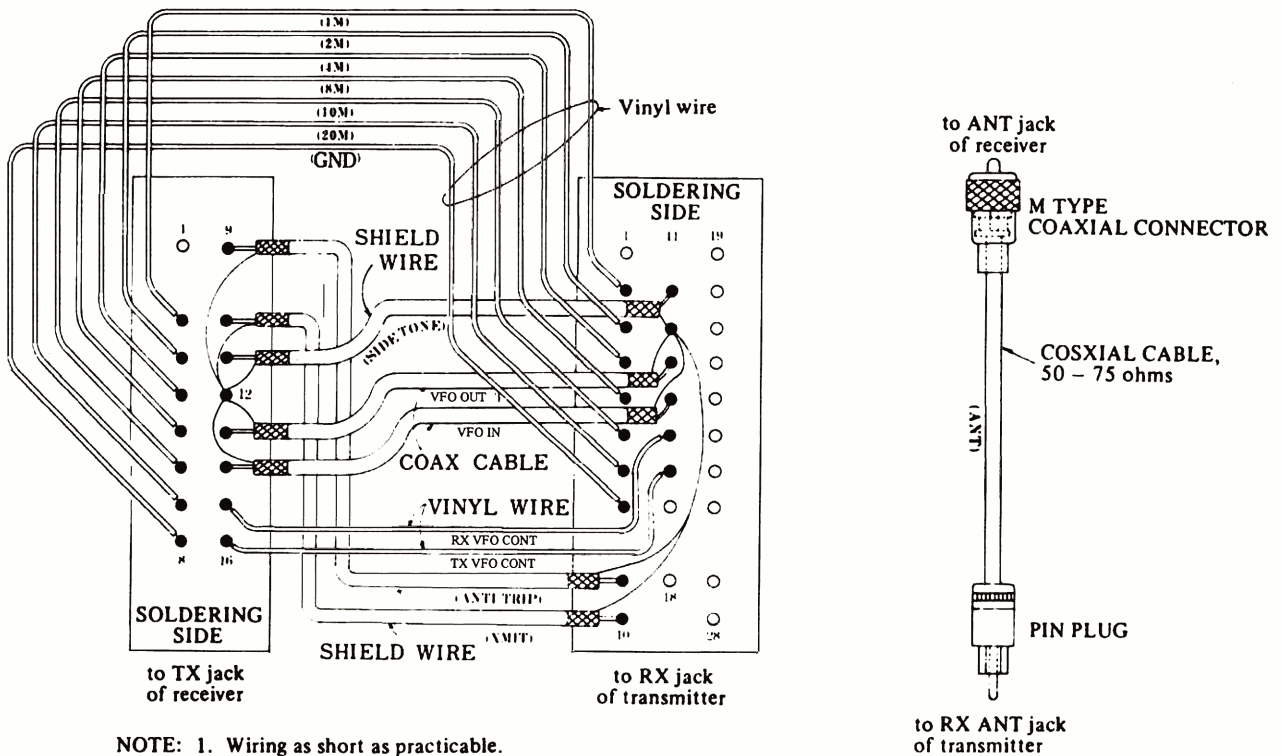 (1M)
(2M)
(4M)
(8M)
(10M)
(20M)
(GND)
Vinyl wire
SOLDERING
SIDE
1
11
19
1
9
SHIELD
WIRE
(SIDETONE)
12
VFO OUT
VFO IN
COAX CABLE
VINYL WIRE
RX VFO CONT
TX VFO CONT
8
16
(ANTI TRIP)
18
(XMIT)
10
28
SOLDERING
SIDE
SHIELD WIRE
to TX jack
of receiver
to RX jack
of transmitter
NOTE: 1. Wiring as short as practicable.
to ANT jack
of receiver
M TYPE
COAXIAL CONNECTOR
COSXIAL CABLE,
50 – 75 ohms
(ANT)
PIN PLUG
to RX ANT jack
of transmitter